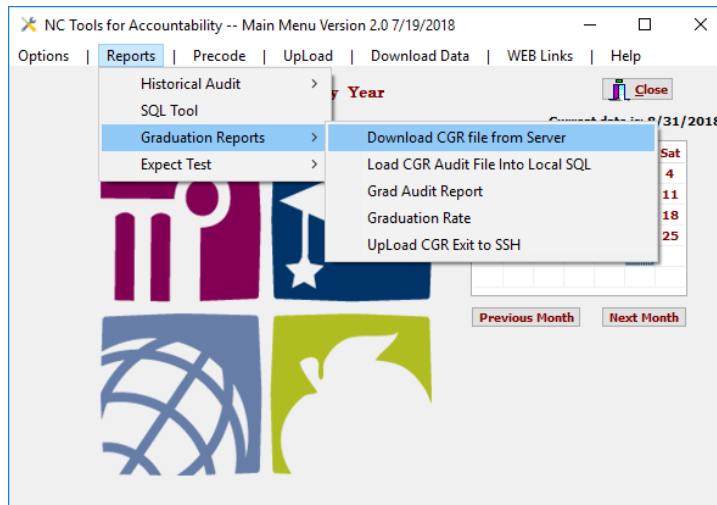 NC Tools for Accountability -- Main Menu Version 2.0 7/19/2018
Options | Reports | Precode | UpLoad | Download Data | WEB Links | Help
Historical Audit
Year
Close
SQL Tool
8/31/2018
Graduation Reports
Download CGR file from Server
Sat
Expect Test
Load CGR Audit File Into Local SQL
4
Grad Audit Report
11
Graduation Rate
18
UpLoad CGR Exit to SSH
25
Previous Month
Next Month